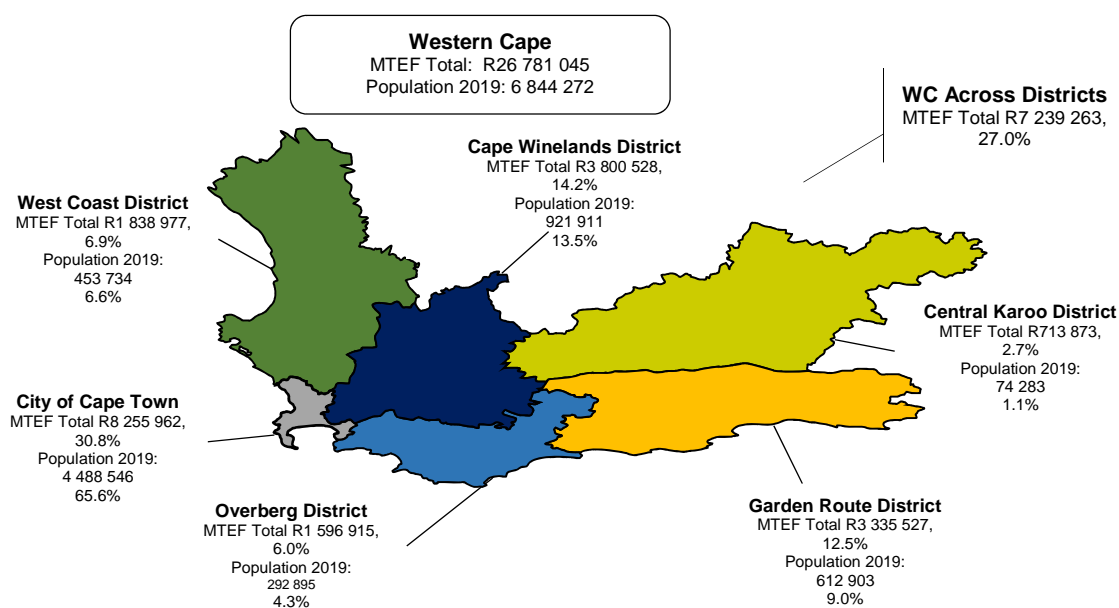 Western Cape
MTEF Total: R26 781 045
Population 2019: 6 844 272
WC Across Districts
MTEF Total R7 239 263,
27.0%
Cape Winelands District
MTEF Total R3 800 528,
14.2%
Population 2019:
921 911
13.5%
West Coast District
MTEF Total R1 838 977,
6.9%
Population 2019:
453 734
6.6%
Central Karoo District
MTEF Total R713 873,
2.7%
Population 2019:
74 283
1.1%
City of Cape Town
MTEF Total R8 255 962,
30.8%
Population 2019:
4 488 546
65.6%
Overberg District
MTEF Total R1 596 915,
6.0%
Population 2019:
292 895
4.3%
Garden Route District
MTEF Total R3 335 527,
12.5%
Population 2019:
612 903
9.0%